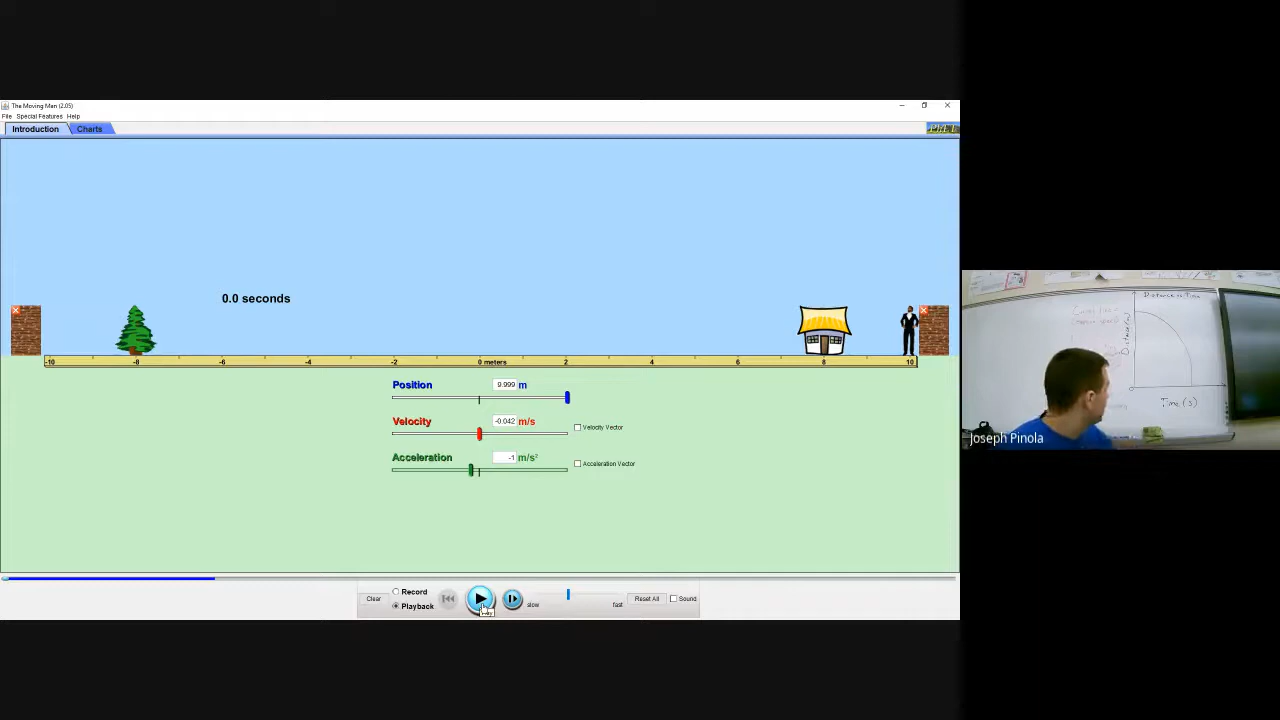 The Moving Man (2.05)
File Special Features Help
Introduction Charts
PhET
0.0 seconds
-10 -8 -6 -4 -2 0 meters 2 4 6 8 10
Position 9.999 m
Velocity -0.042 m/s
Velocity Vector
Acceleration -1 m/s²
Acceleration Vector
Clear
Record
Playback
Play
slow
fast
Reset All
Sound
Distance vs Time
Distance (m)
Time (s)
Joseph Pinola